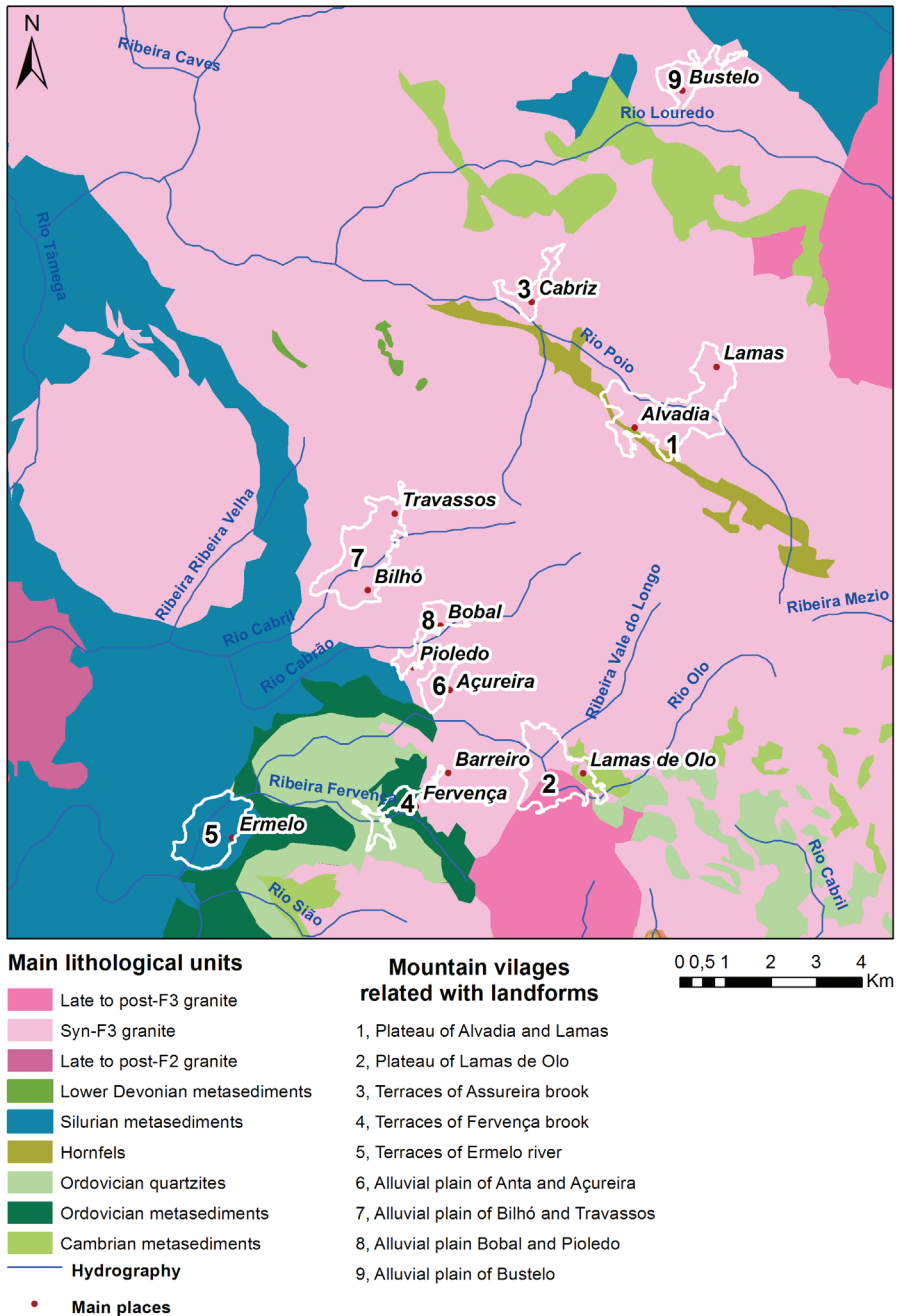 N
Ribeira Caves
9
Bustelo
Rio Louredo
Rio Tâmega
3
Cabriz
Rio Poio
Lamas
Alvadia
1
Travassos
7
Bilhó
Ribeira Ribeira Velha
Rio Cabril
Rio Cabrão
8
Bobal
Pioledo
6
Açureira
Ribeira Vale do Longo
Ribeira Mezio
Rio Olo
Barreiro
Lamas de Olo
2
Ribeira Fervença
4
Fervença
5
Ermelo
Rio Sião
Rio Cabril
Main lithological units
Late to post-F3 granite
Syn-F3 granite
Late to post-F2 granite
Lower Devonian metasediments
Silurian metasediments
Hornfels
Ordovician quartzites
Ordovician metasediments
Cambrian metasediments
Hydrography
Main places
Mountain vilages
related with landforms
1, Plateau of Alvadia and Lamas
2, Plateau of Lamas de Olo
3, Terraces of Assureira brook
4, Terraces of Fervença brook
5, Terraces of Ermelo river
6, Alluvial plain of Anta and Açureira
7, Alluvial plain of Bilhó and Travassos
8, Alluvial plain Bobal and Pioledo
9, Alluvial plain of Bustelo
0 0,5 1 2 3 4
Km